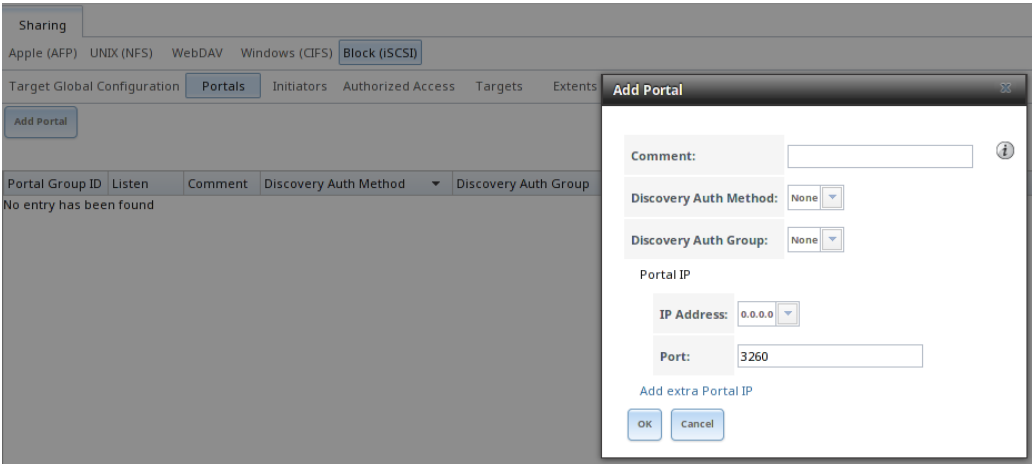 Sharing
Apple (AFP) UNIX (NFS) WebDAV Windows (CIFS) Block (iSCSI)
Target Global Configuration Portals Initiators Authorized Access Targets Extents
Add Portal
Portal Group ID Listen Comment Discovery Auth Method Discovery Auth Group
No entry has been found
Add Portal
Comment:
Discovery Auth Method: None
Discovery Auth Group: None
Portal IP
IP Address: 0.0.0.0
Port: 3260
Add extra Portal IP
OK Cancel